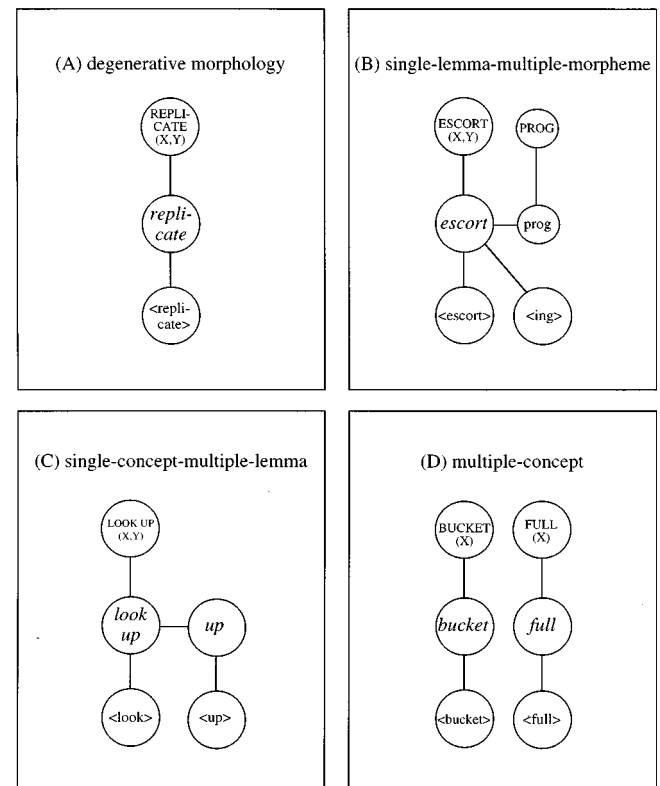 (A) degenerative morphology
REPLI-
CATE
(X,Y)
repli-
cate
<repli-
cate>
(B) single-lemma-multiple-morpheme
ESCORT
(X,Y)
PROG
escort
prog
<escort>
<ing>
(C) single-concept-multiple-lemma
LOOK UP
(X,Y)
look
up
up
<look>
<up>
(D) multiple-concept
BUCKET
(X)
FULL
(X)
bucket
full
<bucket>
<full>